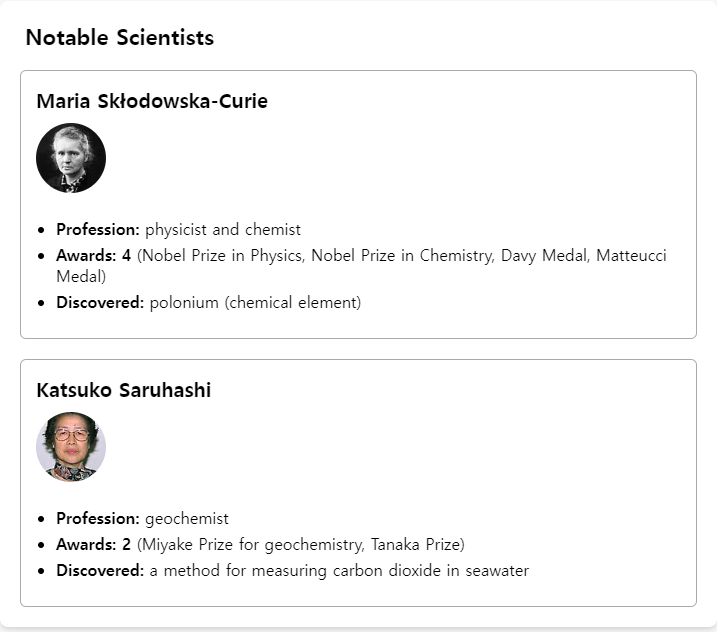 Notable Scientists
Maria Skłodowska-Curie
• Profession: physicist and chemist
• Awards: 4 (Nobel Prize in Physics, Nobel Prize in Chemistry, Davy Medal, Matteucci
Medal)
• Discovered: polonium (chemical element)
Katsuko Saruhashi
• Profession: geochemist
• Awards: 2 (Miyake Prize for geochemistry, Tanaka Prize)
• Discovered: a method for measuring carbon dioxide in seawater